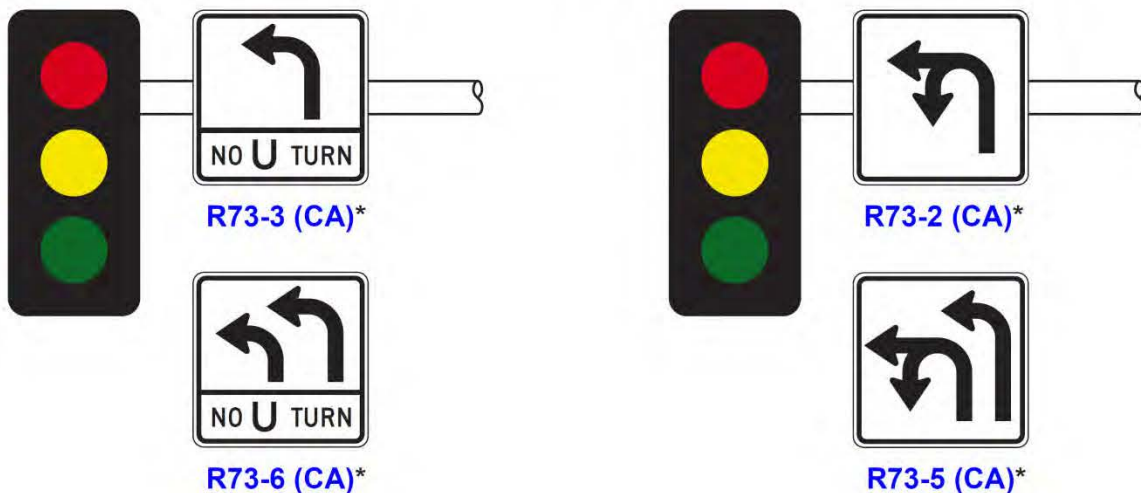 NO U TURN
R73-3 (CA)*
R73-2 (CA)*
NO U TURN
R73-6 (CA)*
R73-5 (CA)*